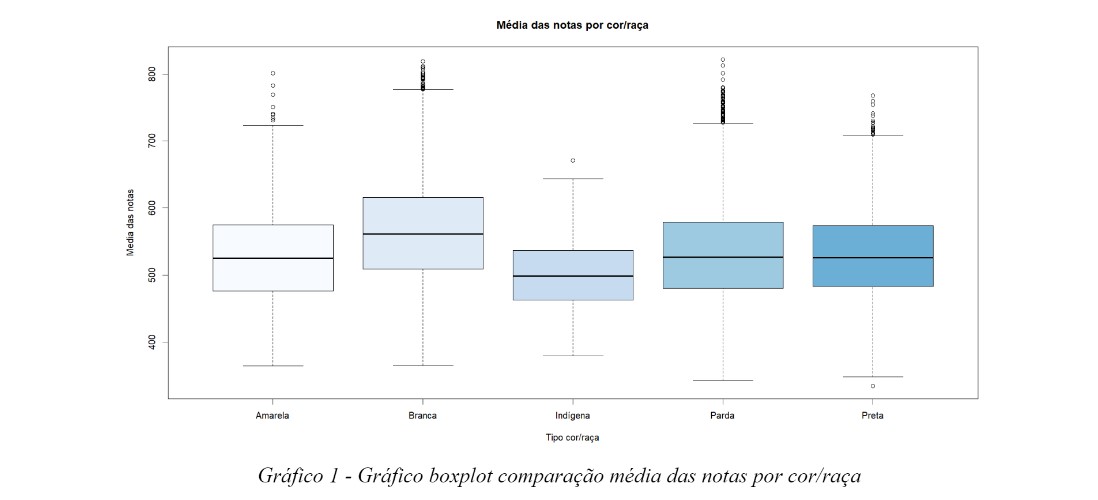 Média das notas por cor/raça
800
700
600
500
400
Media das notas
Amarela Branca Indígena Parda Preta
Tipo cor/raça
Gráfico 1 - Gráfico boxplot comparação média das notas por cor/raça